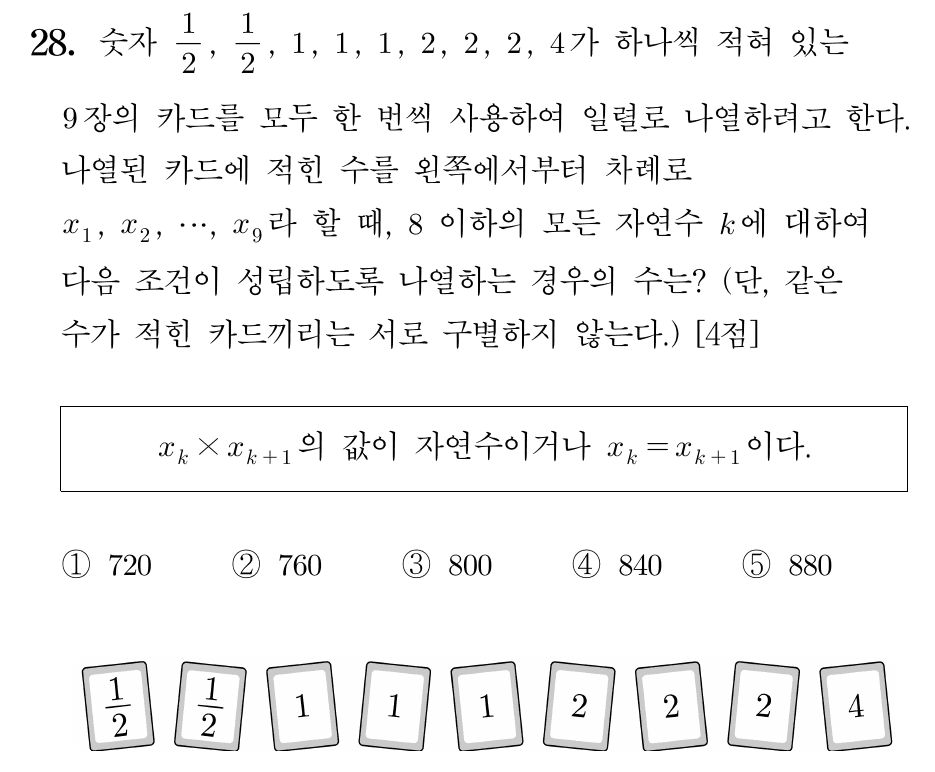 28. 숫자 1/2, 1/2, 1, 1, 1, 2, 2, 2, 4가 하나씩 적혀 있는
9장의 카드를 모두 한 번씩 사용하여 일렬로 나열하려고 한다.
나열된 카드에 적힌 수를 왼쪽에서부터 차례로
x₁, x₂, ⋯, x₉라 할 때, 8 이하의 모든 자연수 k에 대하여
다음 조건이 성립하도록 나열하는 경우의 수는? (단, 같은
수가 적힌 카드끼리는 서로 구별하지 않는다.) [4점]
xₖ×xₖ₊₁의 값이 자연수이거나 xₖ=xₖ₊₁이다.
① 720 ② 760 ③ 800 ④ 840 ⑤ 880
1/2 1/2 1 1 1 2 2 2 4